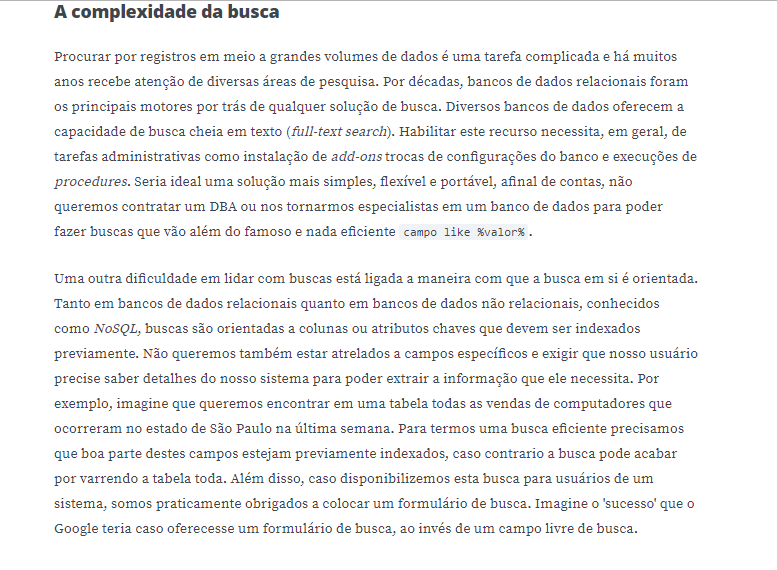 A complexidade da busca
Procurar por registros em meio a grandes volumes de dados é uma tarefa complicada e há muitos
anos recebe atenção de diversas áreas de pesquisa. Por décadas, bancos de dados relacionais foram
os principais motores por trás de qualquer solução de busca. Diversos bancos de dados oferecem a
capacidade de busca cheia em texto (full-text search). Habilitar este recurso necessita, em geral, de
tarefas administrativas como instalação de add-ons trocas de configurações do banco e execuções de
procedures. Seria ideal uma solução mais simples, flexível e portável, afinal de contas, não
queremos contratar um DBA ou nos tornarmos especialistas em um banco de dados para poder
fazer buscas que vão além do famoso e nada eficiente campo like %valor% .
Uma outra dificuldade em lidar com buscas está ligada a maneira com que a busca em si é orientada.
Tanto em bancos de dados relacionais quanto em bancos de dados não relacionais, conhecidos
como NoSQL, buscas são orientadas a colunas ou atributos chaves que devem ser indexados
previamente. Não queremos também estar atrelados a campos específicos e exigir que nosso usuário
precise saber detalhes do nosso sistema para poder extrair a informação que ele necessita. Por
exemplo, imagine que queremos encontrar em uma tabela todas as vendas de computadores que
ocorreram no estado de São Paulo na última semana. Para termos uma busca eficiente precisamos
que boa parte destes campos estejam previamente indexados, caso contrario a busca pode acabar
por varrendo a tabela toda. Além disso, caso disponibilizemos esta busca para usuários de um
sistema, somos praticamente obrigados a colocar um formulário de busca. Imagine o 'sucesso' que o
Google teria caso oferecesse um formulário de busca, ao invés de um campo livre de busca.